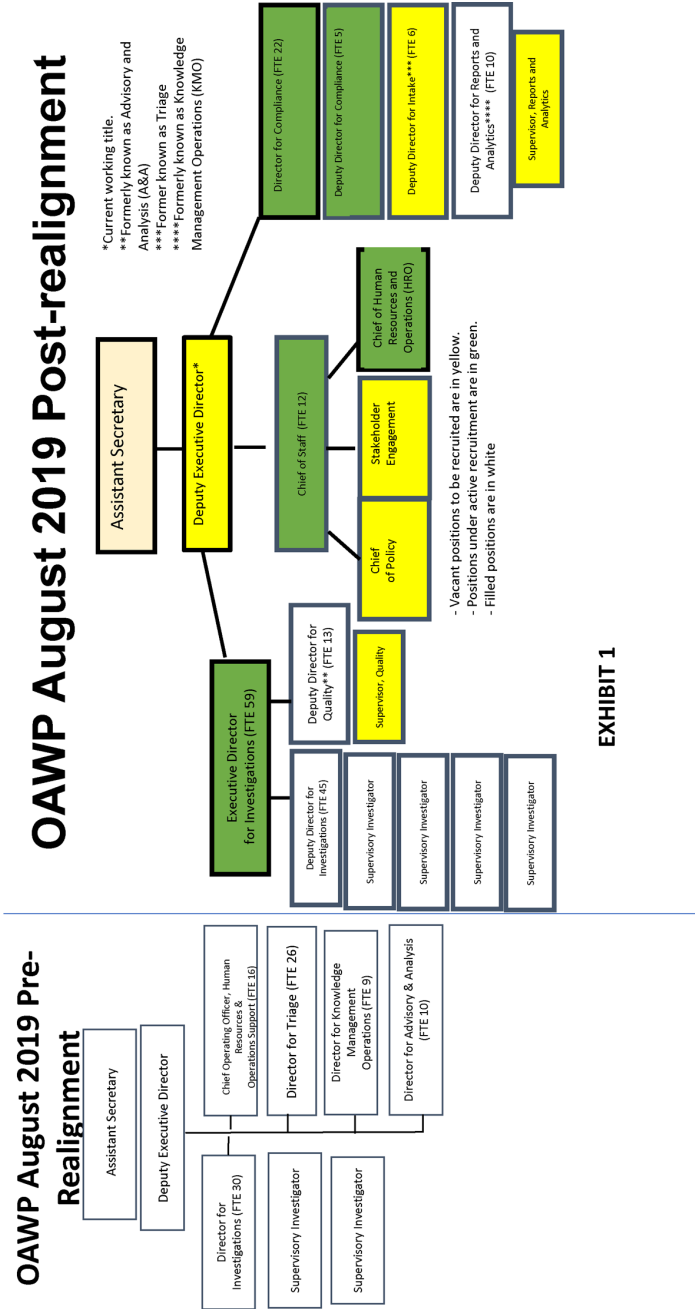 OAWP August 2019 Pre-
Realignment
Assistant Secretary
Deputy Executive Director
Director for
Investigations (FTE 30)
Supervisory Investigator
Supervisory Investigator
Chief Operating Officer, Human
Resources &
Operations Support (FTE 16)
Director for Triage (FTE 26)
Director for Knowledge
Management
Operations (FTE 9)
Director for Advisory & Analysis
(FTE 10)
OAWP August 2019 Post-realignment
Assistant Secretary
*Current working title.
**Formerly known as Advisory and
Analysis (A&A)
***Former known as Triage
****Formerly known as Knowledge
Management Operations (KMO)
Deputy Executive Director*
Executive Director
for Investigations (FTE 59)
Deputy Director for
Investigations (FTE 45)
Supervisory Investigator
Supervisory Investigator
Supervisory Investigator
Supervisory Investigator
Deputy Director for
Quality** (FTE 13)
Supervisor, Quality
Chief of Staff (FTE 12)
Chief
of Policy
Stakeholder
Engagement
Chief of Human
Resources and
Operations (HRO)
Director for Compliance (FTE 22)
Deputy Director for Compliance (FTE 5)
Deputy Director for Intake*** (FTE 6)
Deputy Director for Reports and
Analytics**** (FTE 10)
Supervisor, Reports and
Analytics
- Vacant positions to be recruited are in yellow.
- Positions under active recruitment are in green.
- Filled positions are in white
EXHIBIT 1